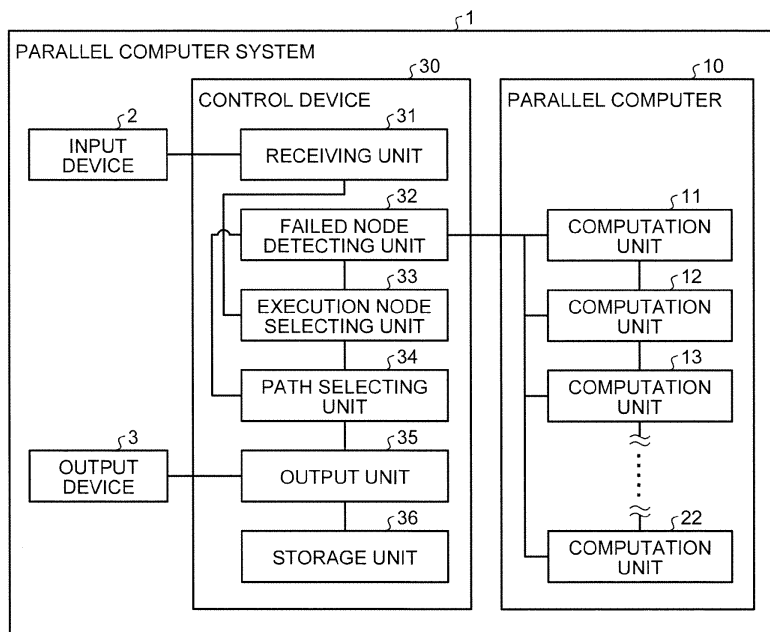 1
PARALLEL COMPUTER SYSTEM
30
CONTROL DEVICE
10
PARALLEL COMPUTER
2
INPUT
DEVICE
31
RECEIVING UNIT
32
FAILED NODE
DETECTING UNIT
11
COMPUTATION
UNIT
33
EXECUTION NODE
SELECTING UNIT
12
COMPUTATION
UNIT
34
PATH SELECTING
UNIT
13
COMPUTATION
UNIT
3
OUTPUT
DEVICE
35
OUTPUT UNIT
36
STORAGE UNIT
22
COMPUTATION
UNIT